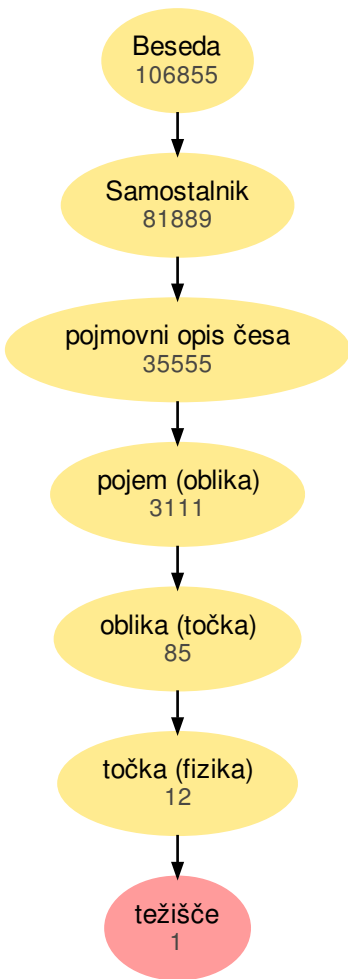 Beseda
106855
Samostalnik
81889
pojmovni opis česa
35555
pojem (oblika)
3111
oblika (točka)
85
točka (fizika)
12
težišče
1